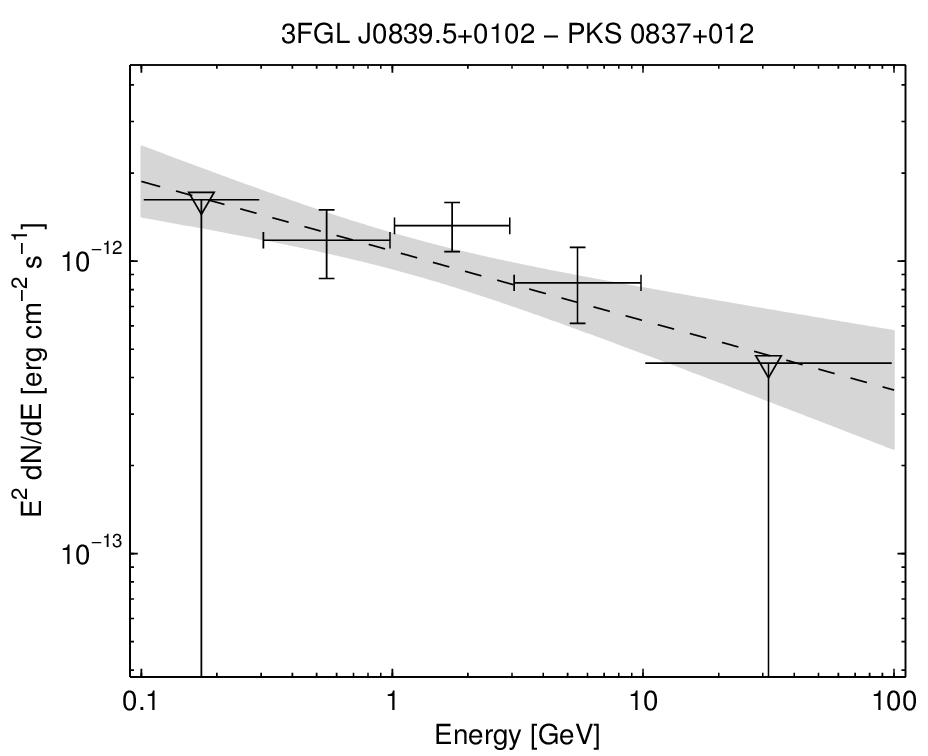 3FGL J0839.5+0102 − PKS 0837+012
E² dN/dE [erg cm⁻² s⁻¹]
10⁻¹²
10⁻¹³
0.1 1 10 100
Energy [GeV]